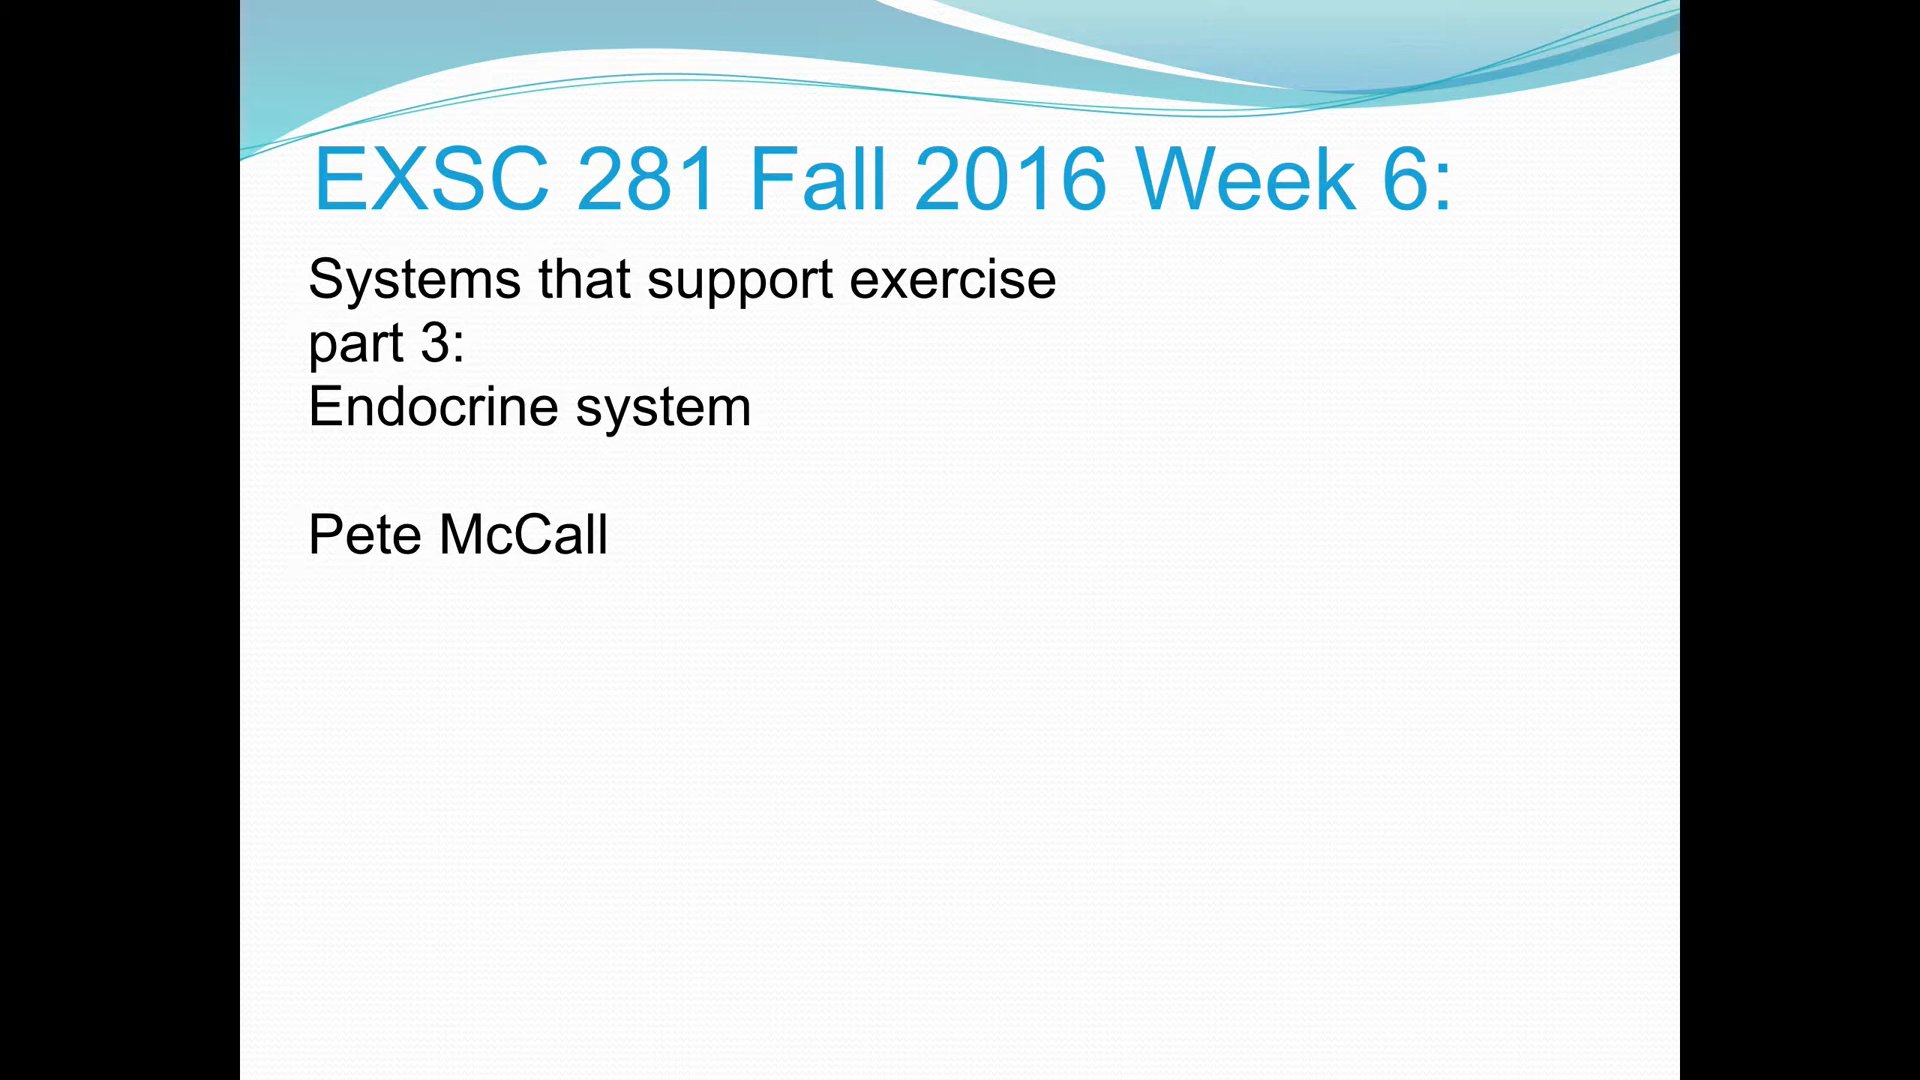 EXSC 281 Fall 2016 Week 6:
Systems that support exercise
part 3:
Endocrine system
Pete McCall